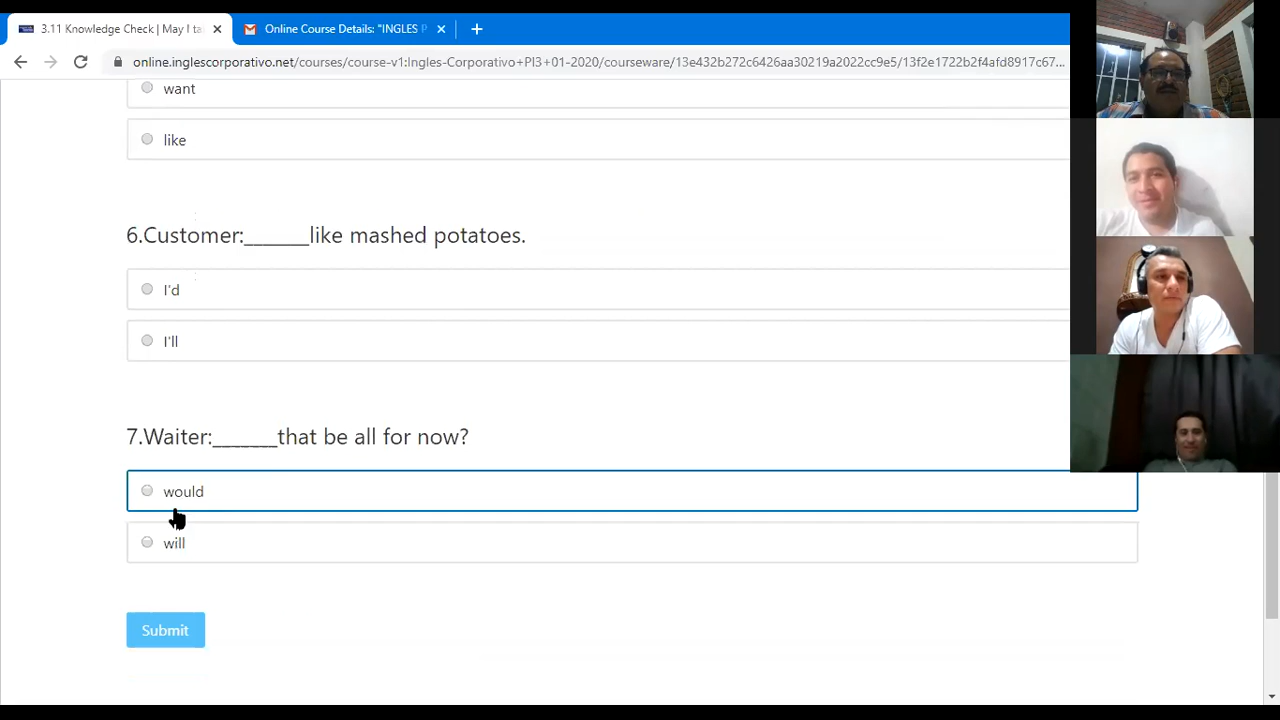 3.11 Knowledge Check | May I ta
Online Course Details: "INGLES P
online.inglescorporativo.net/courses/course-v1:Ingles-Corporativo+PI3+01-2020/courseware/13e432b272c6426aa30219a2022cc9e5/13f2e1722b2f4afd8917c67...
want
like
6.Customer:_______like mashed potatoes.
I'd
I'll
7.Waiter:_______that be all for now?
would
will
Submit